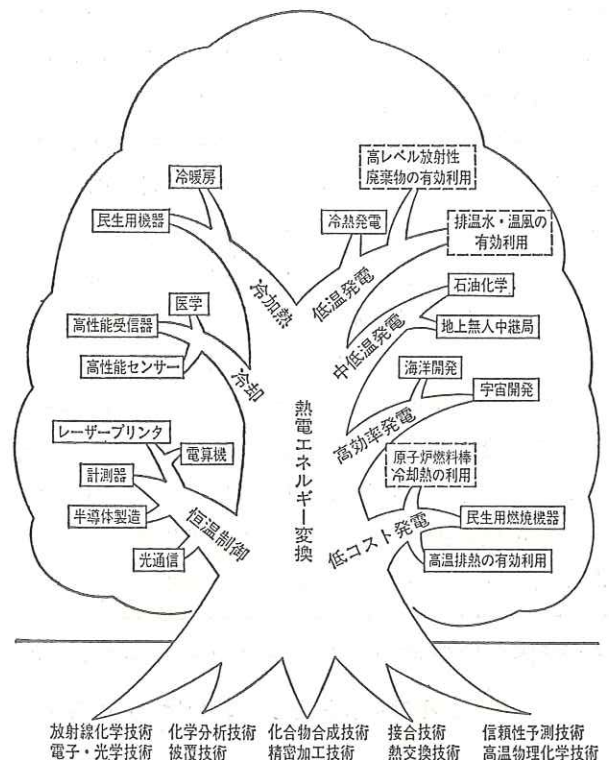 高レベル放射性
廃棄物の有効利用
冷暖房
民生用機器
冷熱発電
排温水・温風の
有効利用
冷加熱
低温発電
石油化学
地上無人中継局
中低温発電
医学
高性能受信器
高性能センサー
冷却
海洋開発
宇宙開発
高効率発電
熱電エネルギー変換
レーザープリンタ
電算機
計測器
半導体製造
光通信
恒温制御
原子炉燃料棒
冷却熱の利用
民生用燃焼機器
高温排熱の有効利用
低コスト発電
放射線化学技術
電子・光学技術
化学分析技術
被覆技術
化合物合成技術
精密加工技術
接合技術
熱交換技術
信頼性予測技術
高温物理化学技術